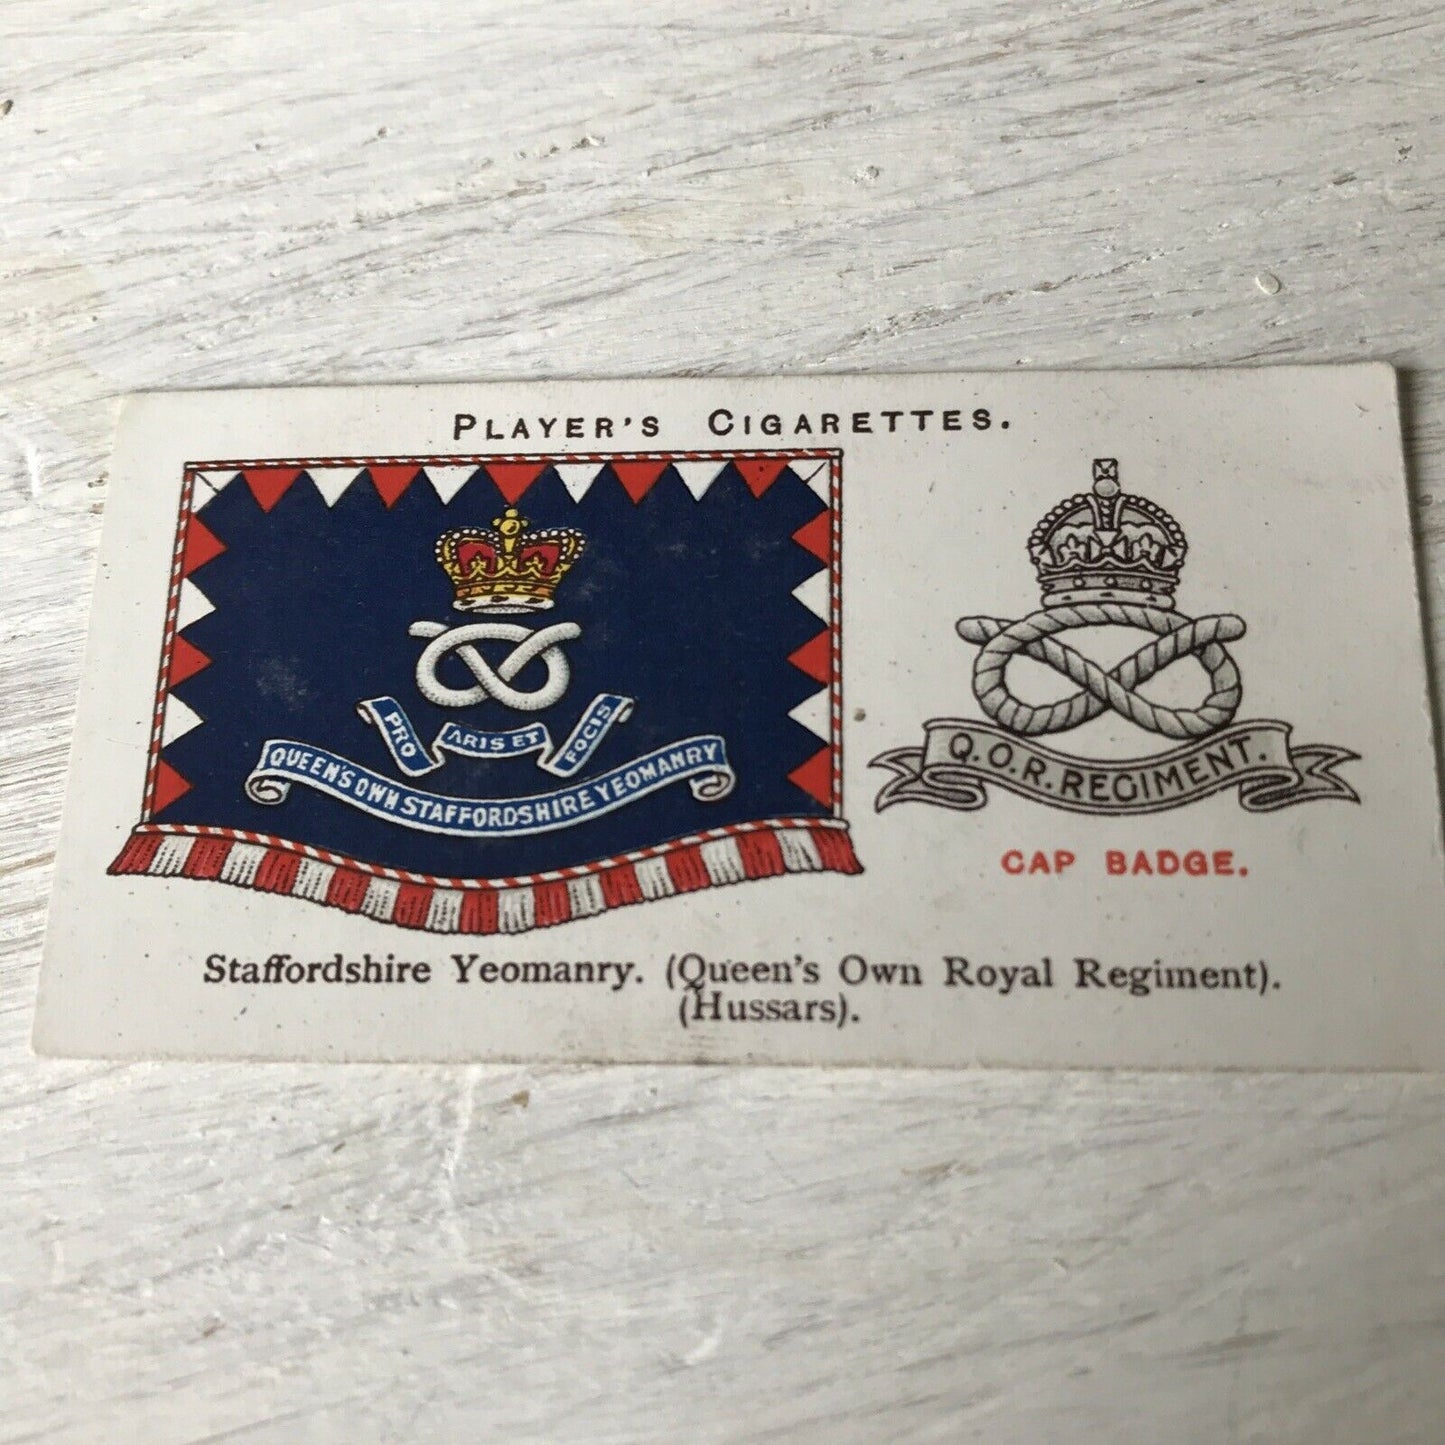 PLAYER'S CIGARETTES.
PRO ARIS ET FOCIS
QUEEN'S OWN STAFFORDSHIRE YEOMANRY
Q.O.R. REGIMENT.
CAP BADGE.
Staffordshire Yeomanry. (Queen's Own Royal Regiment).
(Hussars).